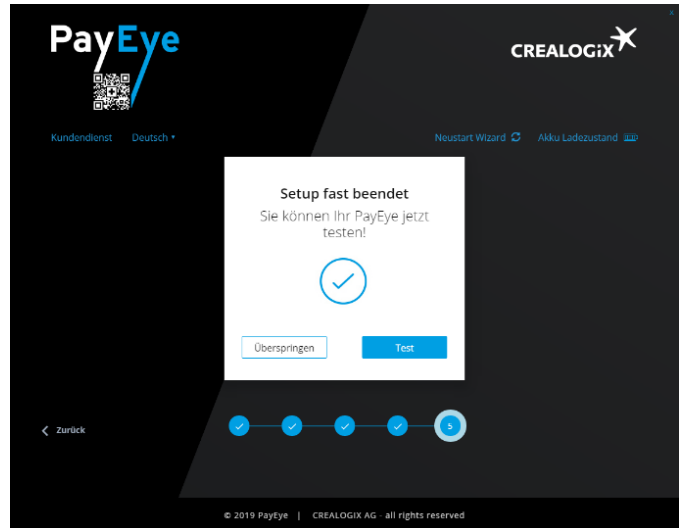 x
PayEye
CREALOGiX
Kundendienst Deutsch
Neustart Wizard Akku Ladezustand
Setup fast beendet
Sie können Ihr PayEye jetzt
testen!
Überspringen Test
Zurück
5
© 2019 PayEye | CREALOGIX AG - all rights reserved